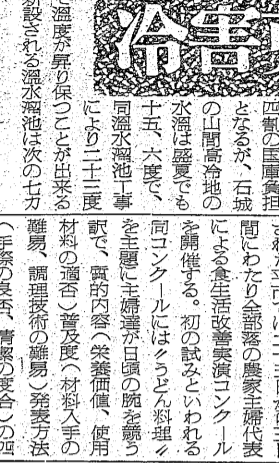 冷害
四割の国庫負担
となるが、石城
の山間高冷地の
水温は盛夏でも
十五、六度で、
同温水溜池工事
により二十三度
温度が昇り保つことが出来る
設される温水溜池は次の七カ
間にわたり全部落の農家主婦代表
による食生活改善実演コンクール
を開催する。初の試みといわれる
同コンクールには〃うどん料理〃
を主題に主婦達が日頃の腕を競う
訳で、質的内容(栄養価値、使用
材料の適否)普及度(材料入手の
難易、調理技術の難易)発表方法
(手際の良否、清潔の度合)の四